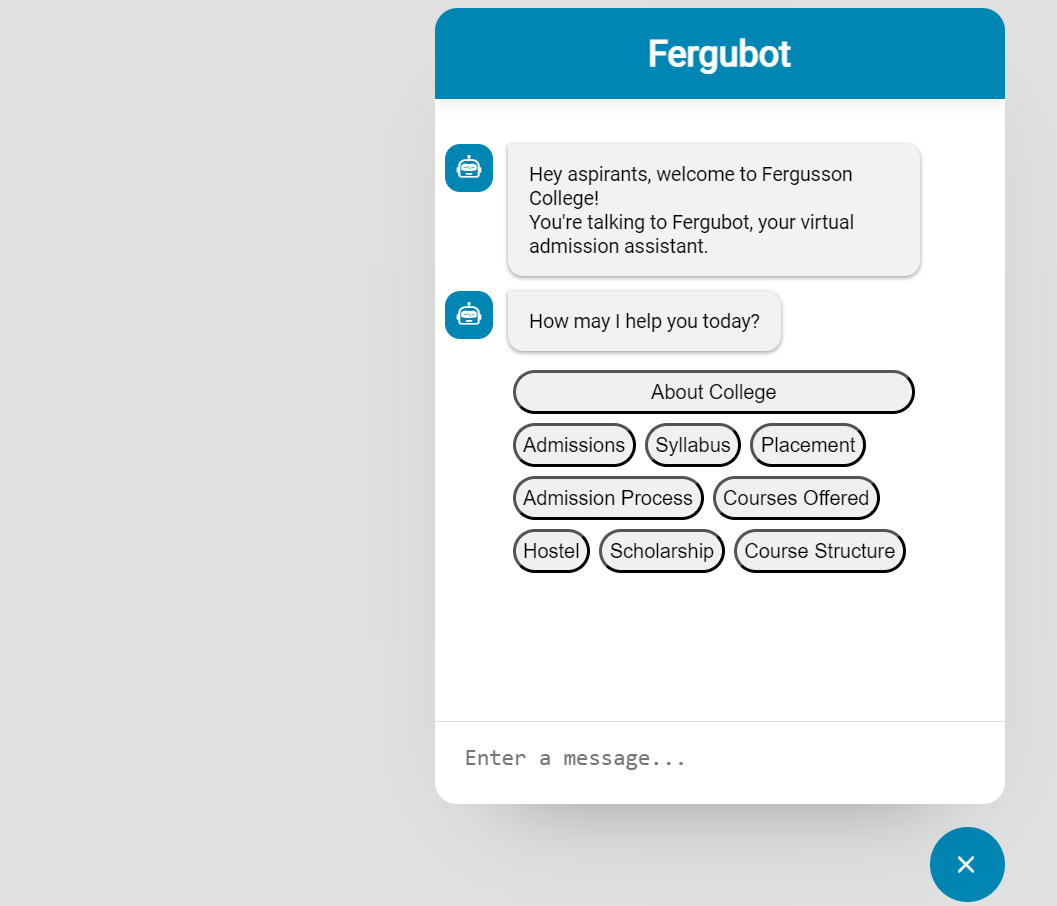 Fergubot
Hey aspirants, welcome to Fergusson
College!
You're talking to Fergubot, your virtual
admission assistant.
How may I help you today?
About College
Admissions Syllabus Placement
Admission Process Courses Offered
Hostel Scholarship Course Structure
Enter a message...